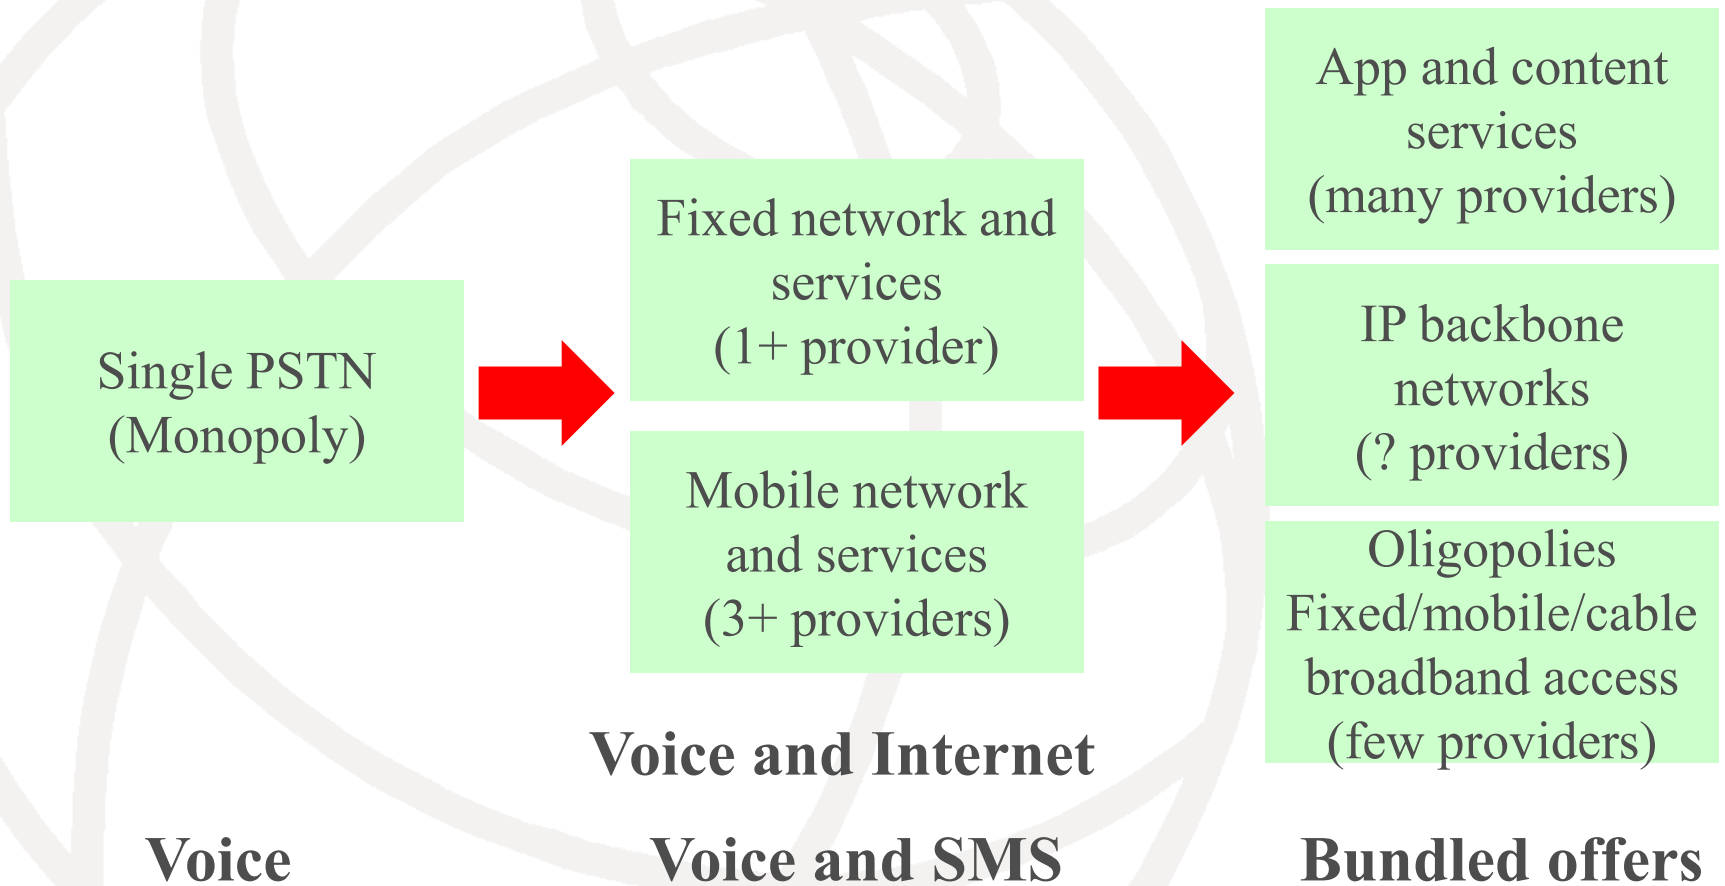 Single PSTN
(Monopoly)
Voice
Fixed network and
services
(1+ provider)
Mobile network
and services
(3+ providers)
Voice and Internet
Voice and SMS
App and content
services
(many providers)
IP backbone
networks
(? providers)
Oligopolies
Fixed/mobile/cable
broadband access
(few providers)
Bundled offers